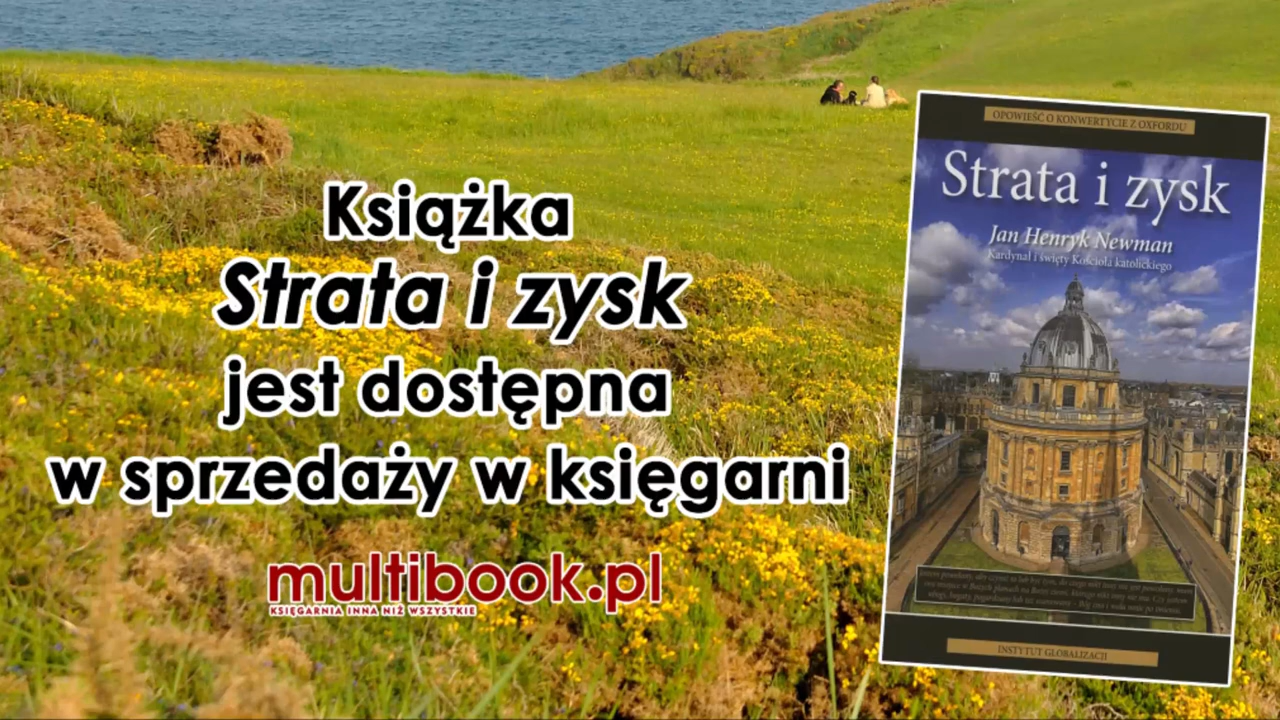 Książka
Strata i zysk
jest dostępna
w sprzedaży w księgarni
multibook.pl
KSIĘGARNIA INNA NIŻ WSZYSTKIE
OPOWIEŚĆ O KONWERTYCIE Z OXFORDU
Strata i zysk
Jan Henryk Newman
Kardynał i święty Kościoła katolickiego
INSTYTUT GLOBALIZACJI